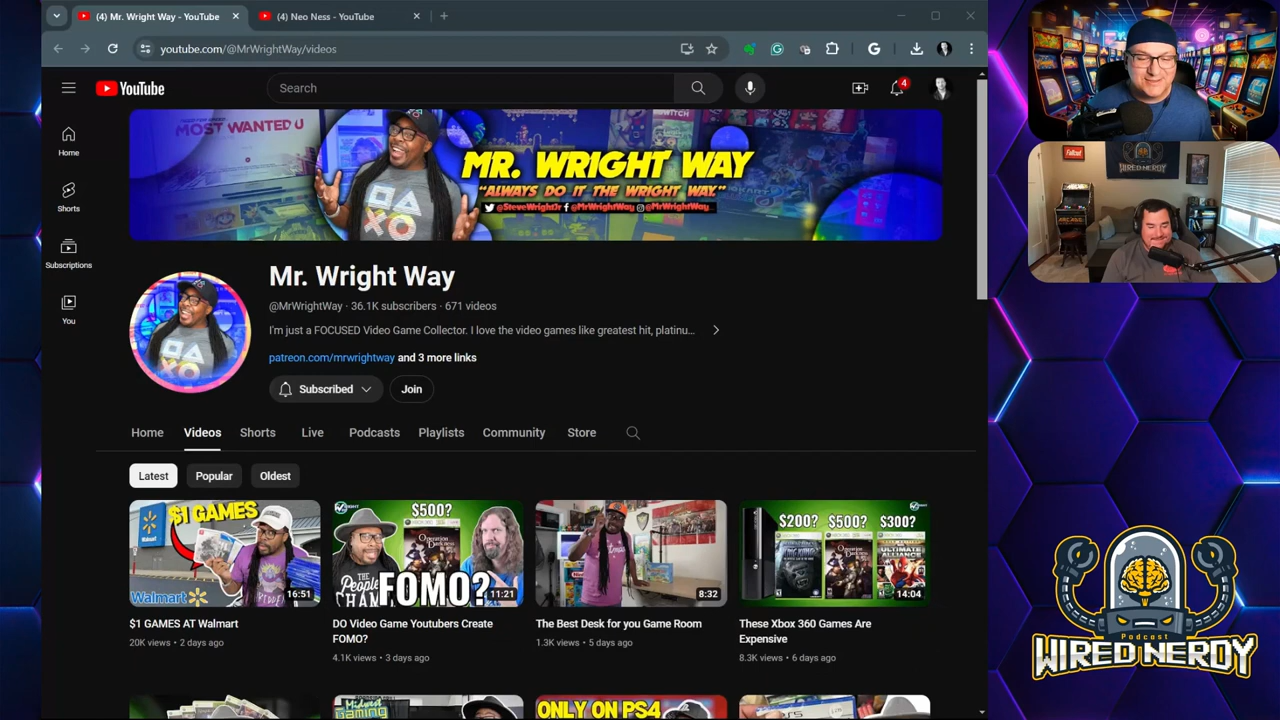 (4) Mr. Wright Way - YouTube
(4) Neo Ness - YouTube
youtube.com/@MrWrightWay/videos
YouTube
Search
4
MOST WANTED U
MR. WRIGHT WAY
"ALWAYS DO IT THE WRIGHT WAY."
@SteveWrightJr @MrWrightWay @MrWrightWay
Home
Shorts
Subscriptions
You
Mr. Wright Way
@MrWrightWay · 36.1K subscribers · 671 videos
I'm just a FOCUSED Video Game Collector. I love the video games like greatest hit, platinu...
patreon.com/mrwrightway and 3 more links
Subscribed
Join
Home
Videos
Shorts
Live
Podcasts
Playlists
Community
Store
Latest
Popular
Oldest
$1 GAMES
Walmart
16:51
$1 GAMES AT Walmart
20K views • 2 days ago
$500?
THE
FOMO?
11:21
DO Video Game Youtubers Create
FOMO?
4.1K views • 3 days ago
8:32
The Best Desk for you Game Room
1.3K views • 5 days ago
$200?
$500?
$300?
ULTIMATE
14:04
These Xbox 360 Games Are
Expensive
8.3K views • 6 days ago
ONLY ON PS4
Fallout
Podcast
WIRED NERDY